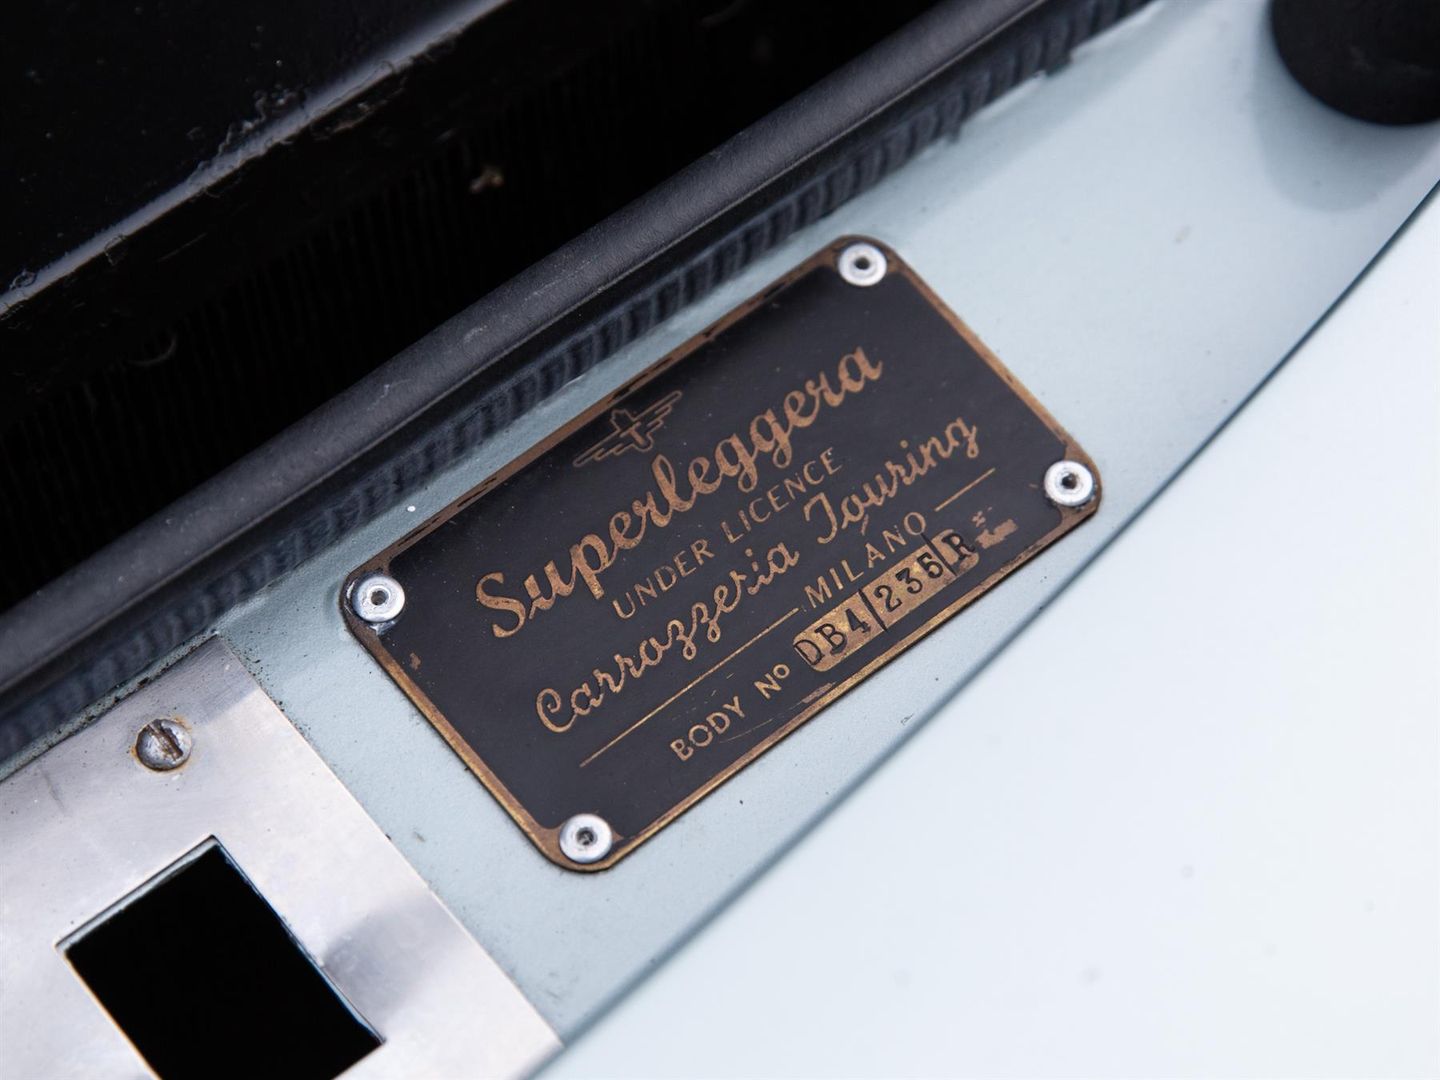 Superleggera
UNDER LICENCE
Carrozzeria Touring
MILANO
BODY No DB4/235/R